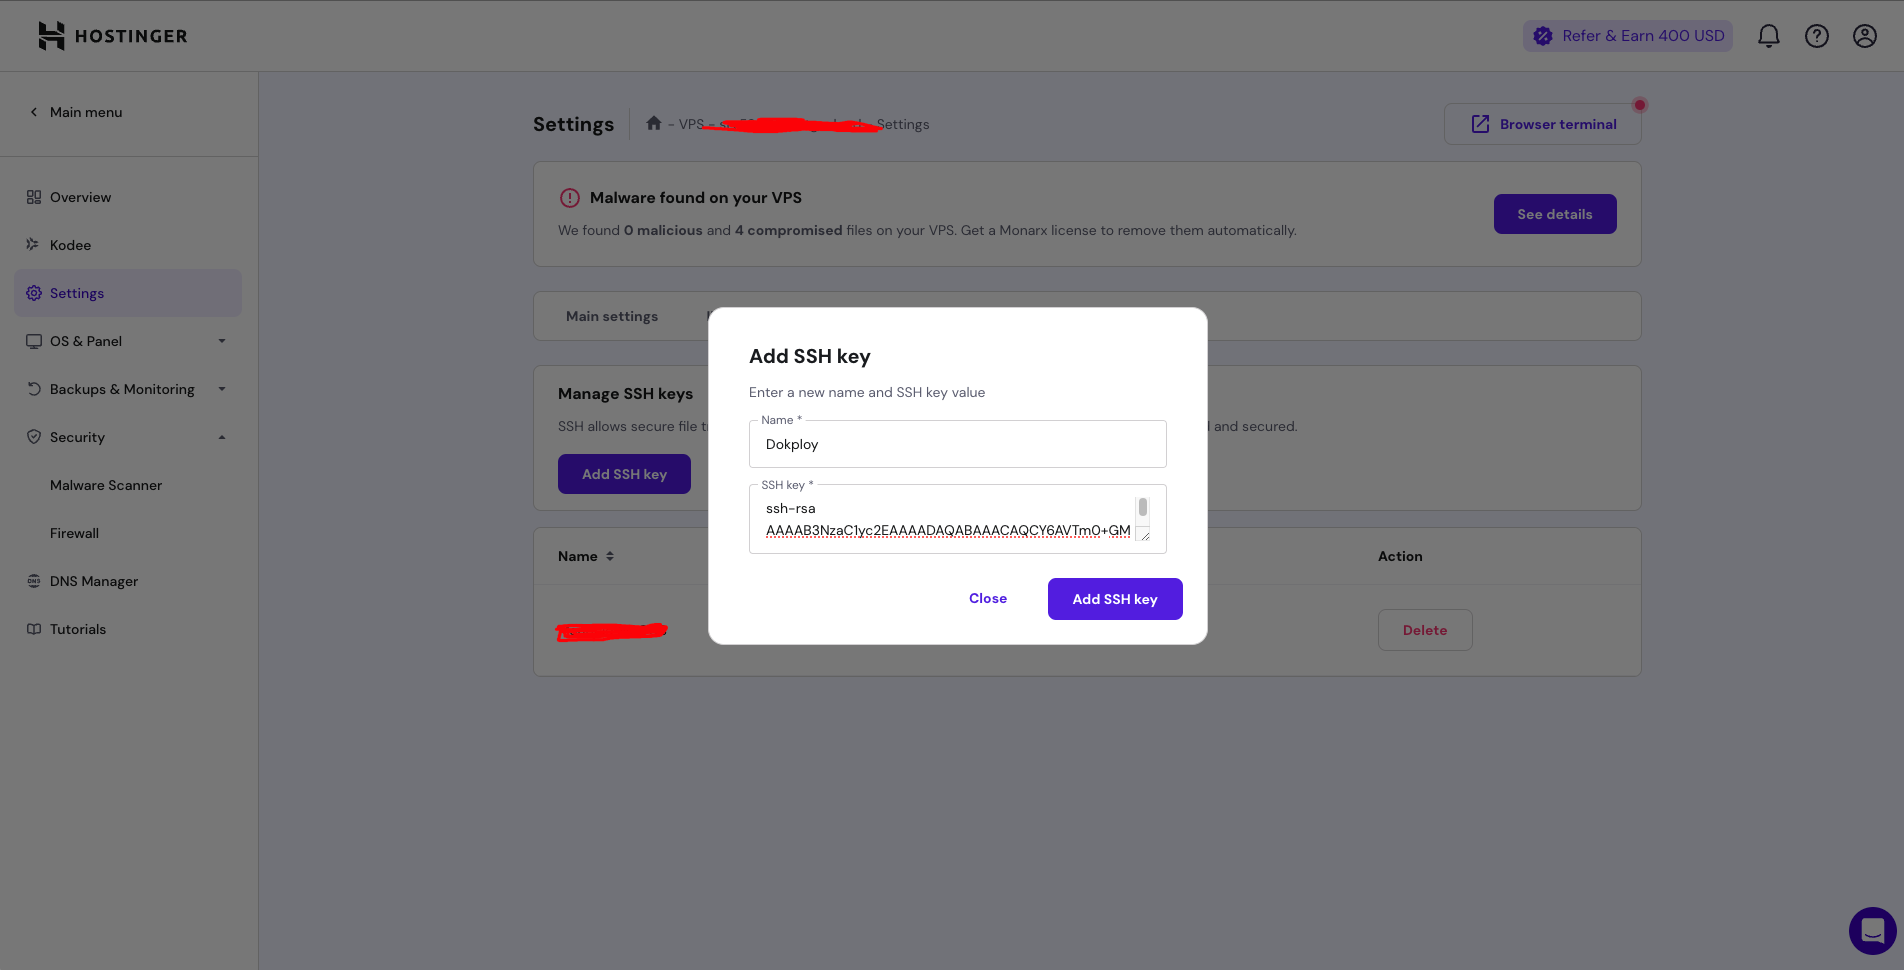 HOSTINGER
Refer & Earn 400 USD
Main menu
Overview
Kodee
Settings
OS & Panel
Backups & Monitoring
Security
Malware Scanner
Firewall
DNS Manager
Tutorials
Settings
- VPS - Settings
Browser terminal
Malware found on your VPS
We found 0 malicious and 4 compromised files on your VPS. Get a Monarx license to remove them automatically.
See details
Main settings
Manage SSH keys
SSH allows secure file and secured.
Add SSH key
Name
Action
Delete
Add SSH key
Enter a new name and SSH key value
Name *
Dokploy
SSH key *
ssh-rsa
AAAAB3NzaC1yc2EAAAADAQABAAACAQCY6AVTm0+GM
Close
Add SSH key